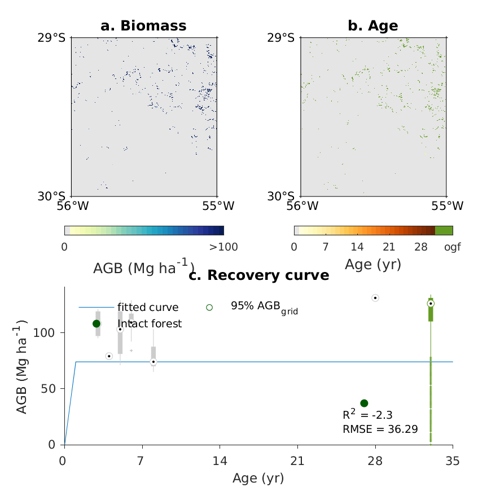 a. Biomass
b. Age
29°S
30°S
56°W
55°W
29°S
30°S
56°W
55°W
0
>100
AGB (Mg ha⁻¹)
0
7
14
21
28
ogf
Age (yr)
c. Recovery curve
fitted curve
95% AGB_grid
Intact forest
AGB (Mg ha⁻¹)
100
50
0
R² = -2.3
RMSE = 36.29
0
7
14
21
28
35
Age (yr)